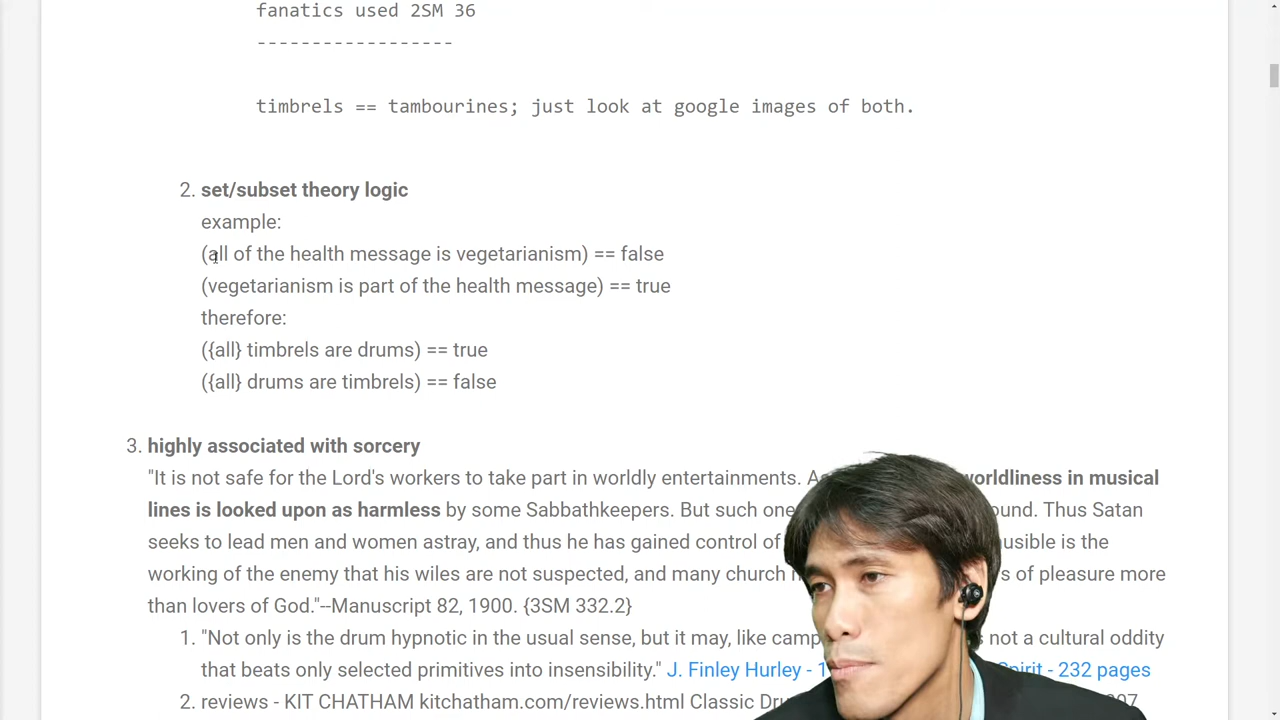 fanatics used 2SM 36
------------------
timbrels == tambourines; just look at google images of both.
2. set/subset theory logic
example:
(all of the health message is vegetarianism) == false
(vegetarianism is part of the health message) == true
therefore:
({all} timbrels are drums) == true
({all} drums are timbrels) == false
3. highly associated with sorcery
"It is not safe for the Lord's workers to take part in worldly entertainments. worldliness in musical
lines is looked upon as harmless by some Sabbathkeepers. But such Thus Satan
seeks to lead men and women astray, and thus he has gained control of is the
working of the enemy that his wiles are not suspected, and many church of pleasure more
than lovers of God."--Manuscript 82, 1900. {3SM 332.2}
1. "Not only is the drum hypnotic in the usual sense, but it may, like not a cultural oddity
that beats only selected primitives into insensibility." J. Finley Hurley - - 232 pages
2. reviews - KIT CHATHAM kitchatham.com/reviews.html Classic